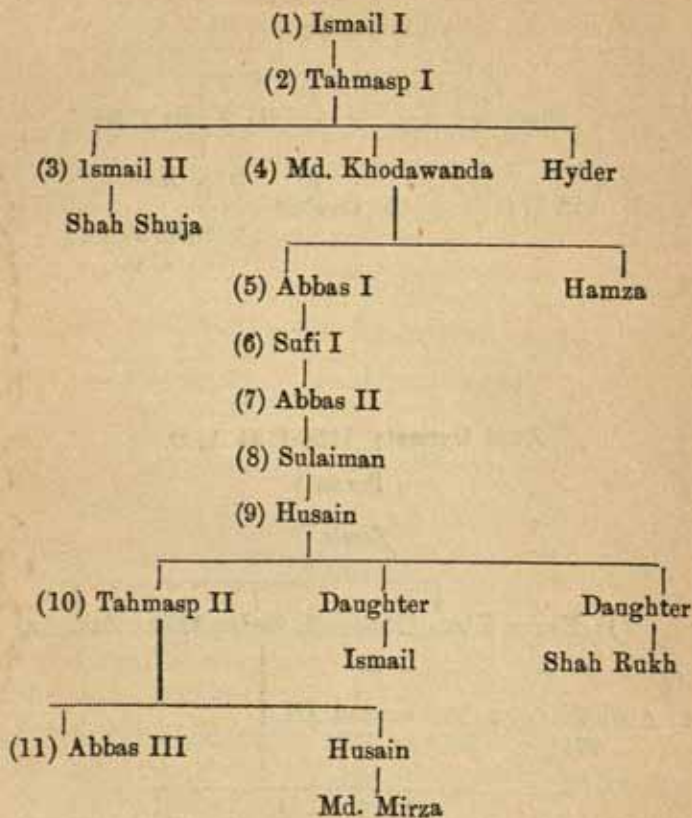 (1) Ismail I
(2) Tahmasp I
(3) Ismail II (4) Md. Khodawanda Hyder
Shah Shuja
(5) Abbas I Hamza
(6) Sufi I
(7) Abbas II
(8) Sulaiman
(9) Husain
(10) Tahmasp II Daughter Daughter
Ismail Shah Rukh
(11) Abbas III Husain
Md. Mirza